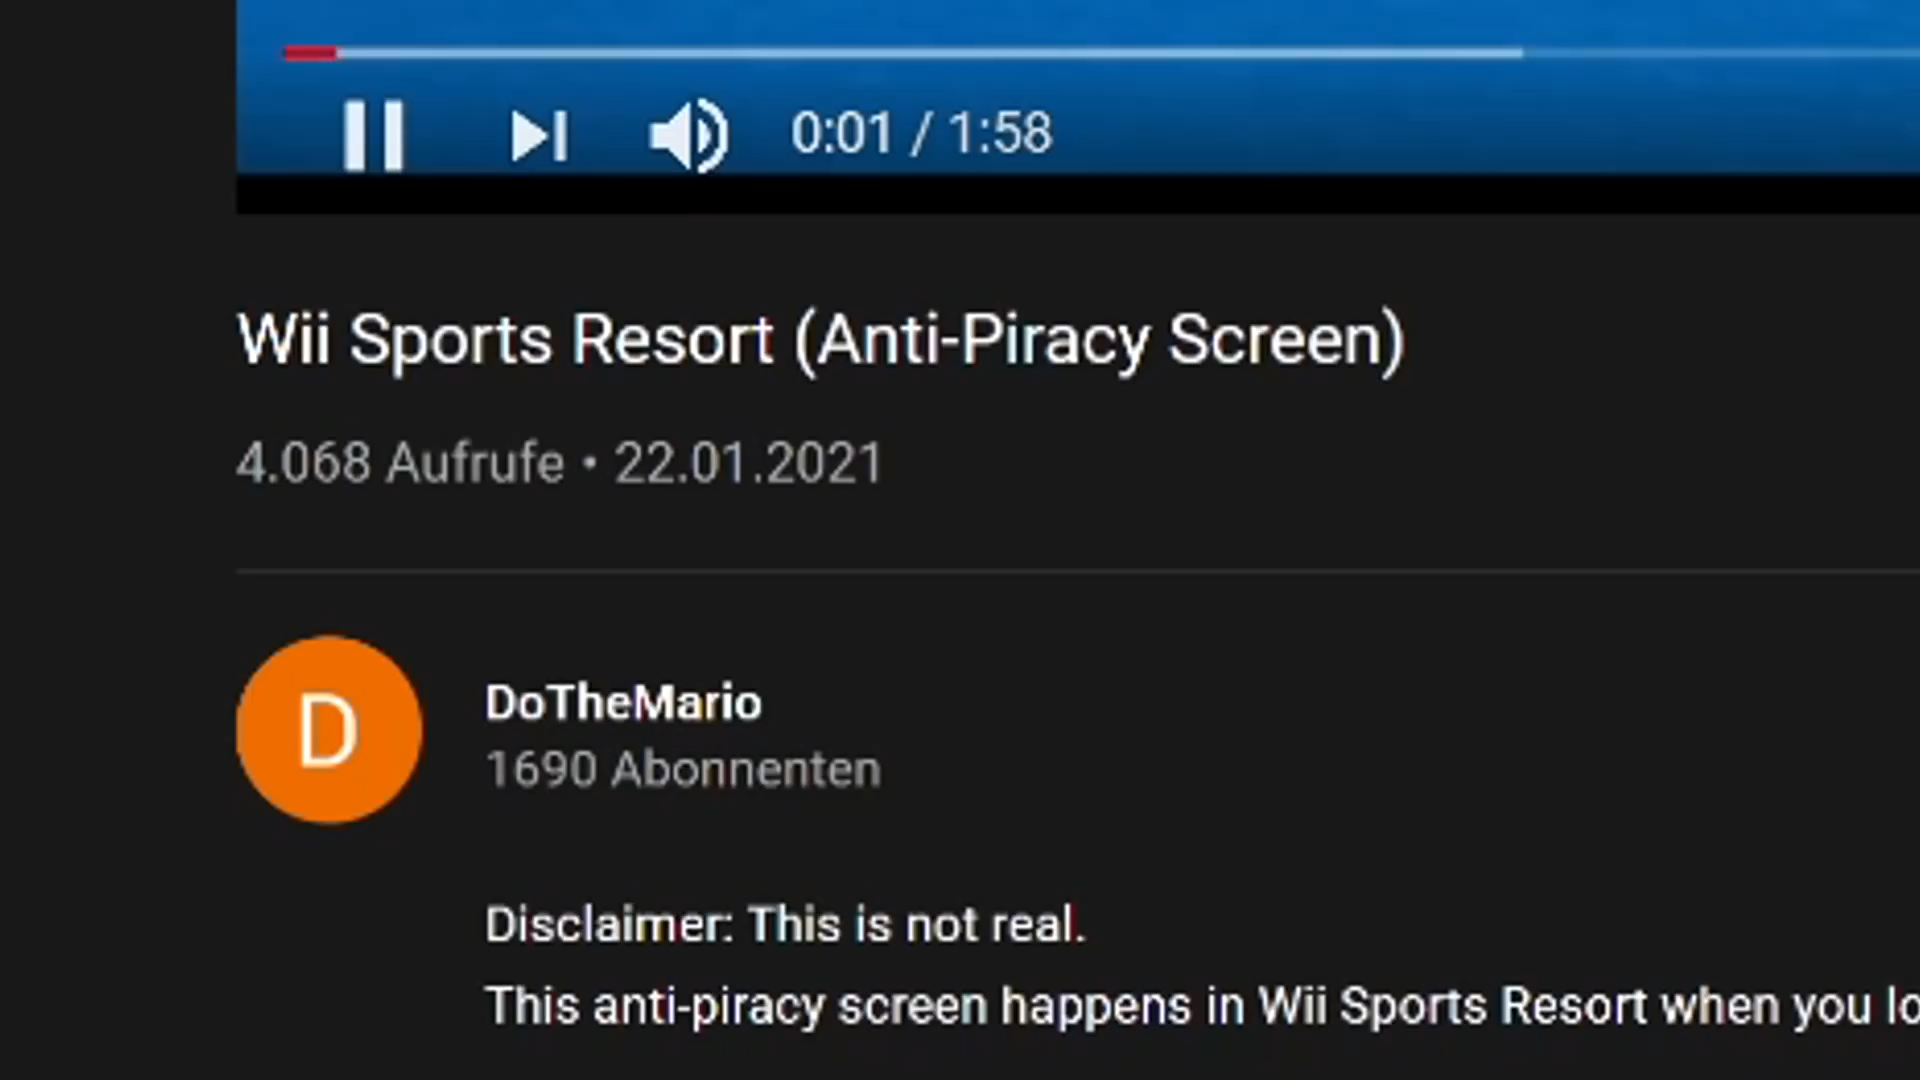 0:01 / 1:58
Wii Sports Resort (Anti-Piracy Screen)
4.068 Aufrufe • 22.01.2021
D
DoTheMario
1690 Abonnenten
Disclaimer: This is not real.
This anti-piracy screen happens in Wii Sports Resort when you lo